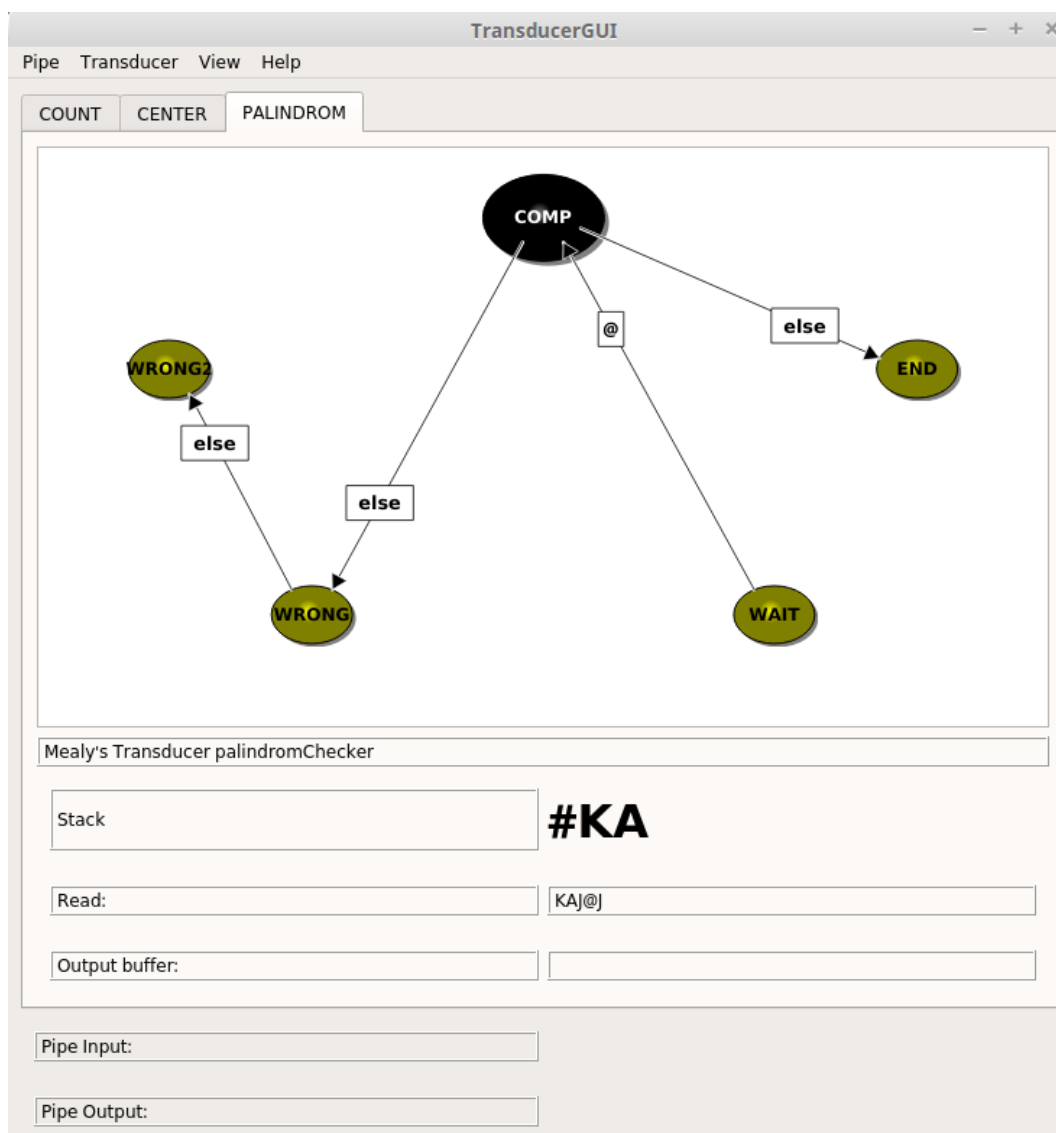 TransducerGUI
Pipe Transducer View Help
COUNT CENTER PALINDROM
COMP
@
else
WRONG2
END
else
else
WRONG
WAIT
Mealy's Transducer palindromChecker
Stack #KA
Read: KAJ@J
Output buffer:
Pipe Input:
Pipe Output: